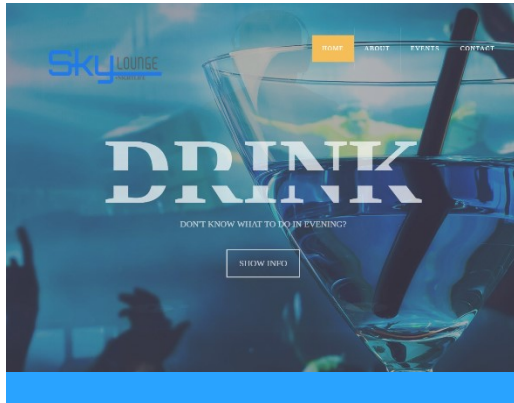 HOME ABOUT EVENTS CONTACT
Sky LOUNGE
DRINK
DON'T KNOW WHAT TO DO IN EVENING?
SHOW INFO